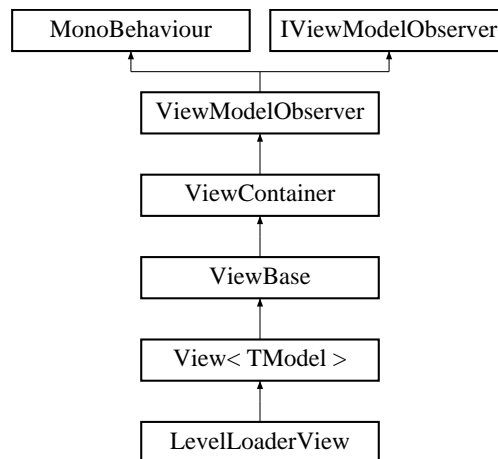 MonoBehaviour
IViewModelObserver
ViewModelObserver
ViewContainer
ViewBase
View< TModel >
LevelLoaderView